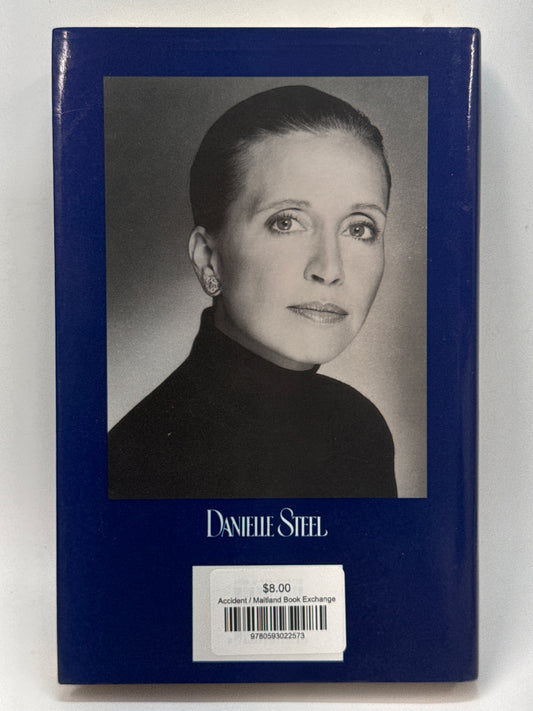 DANIELLE STEEL
$8.00
Accident / Maitland Book Exchange
9780593022573